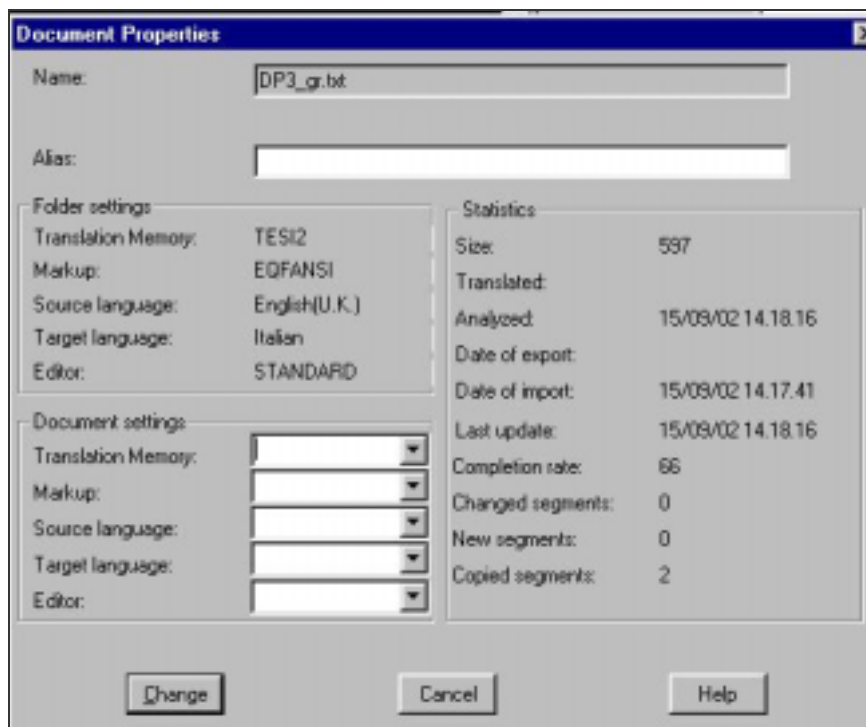 Document Properties
Name: DP3_gr.txt
Alias:
Folder settings
Translation Memory: TESI2
Markup: EQFANSI
Source language: English(U.K.)
Target language: Italian
Editor: STANDARD
Document settings
Translation Memory:
Markup:
Source language:
Target language:
Editor:
Statistics
Size: 597
Translated:
Analyzed: 15/09/02 14.18.16
Date of export:
Date of import: 15/09/02 14.17.41
Last update: 15/09/02 14.18.16
Completion rate: 66
Changed segments: 0
New segments: 0
Copied segments: 2
Change Cancel Help